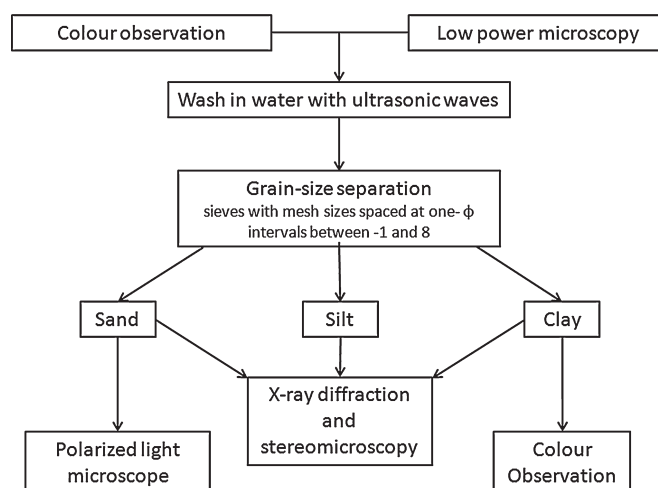 Colour observation
Low power microscopy
Wash in water with ultrasonic waves
Grain-size separation
sieves with mesh sizes spaced at one- ϕ
intervals between -1 and 8
Sand
Silt
Clay
X-ray diffraction
and
stereomicroscopy
Polarized light
microscope
Colour
Observation